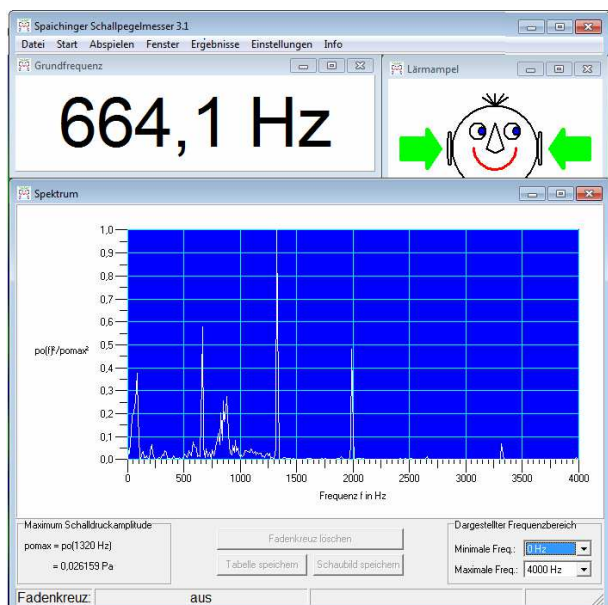 Spaichinger Schallpegelmesser 3.1
Datei Start Abspielen Fenster Ergebnisse Einstellungen Info
Grundfrequenz
664,1 Hz
Lärmampel
Spektrum
1,0
0,9
0,8
0,7
0,6
0,5
0,4
0,3
0,2
0,1
0,0
po(f)²/pomax²
0 500 1000 1500 2000 2500 3000 3500 4000
Frequenz f in Hz
Maximum Schalldruckamplitude
pomax = po(1320 Hz)
= 0,026159 Pa
Fadenkreuz löschen
Tabelle speichern
Schaubild speichern
Dargestellter Frequenzbereich
Minimale Freq.: 0 Hz
Maximale Freq.: 4000 Hz
Fadenkreuz: aus